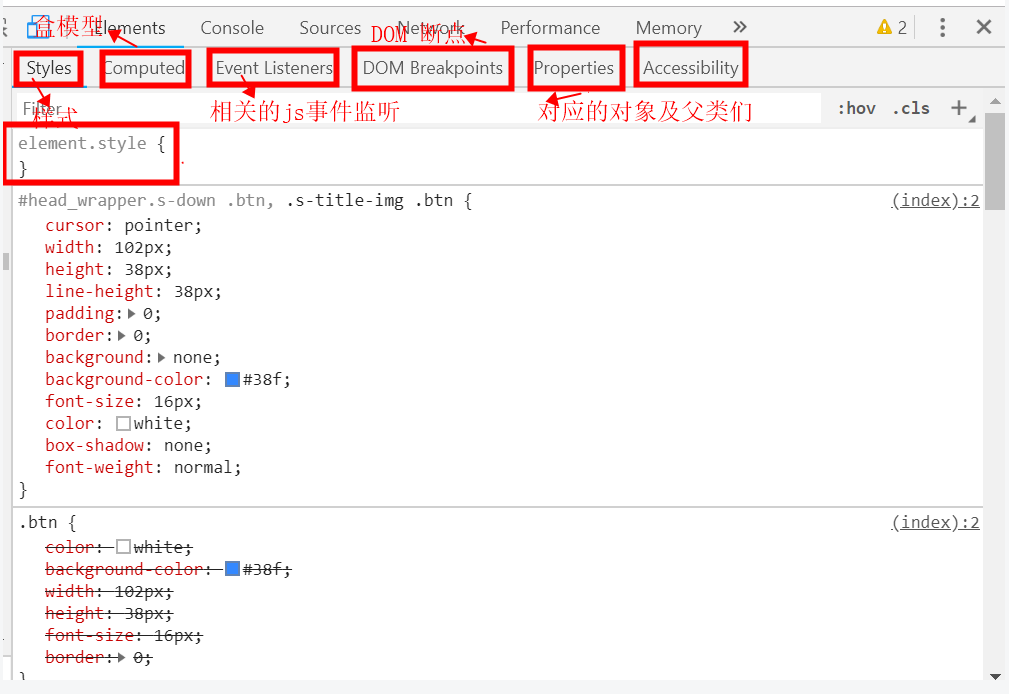 Elements Console Sources Network Performance Memory » 2
盒模型 DOM 断点
Styles Computed Event Listeners DOM Breakpoints Properties Accessibility
Filter :hov .cls +
样式 相关的js事件监听 对应的对象及父类们
element.style {
}
#head_wrapper.s-down .btn, .s-title-img .btn { (index):2
cursor: pointer;
width: 102px;
height: 38px;
line-height: 38px;
padding: 0;
border: 0;
background: none;
background-color: #38f;
font-size: 16px;
color: white;
box-shadow: none;
font-weight: normal;
}
.btn { (index):2
color: white;
background-color: #38f;
width: 102px;
height: 38px;
font-size: 16px;
border: 0;
}